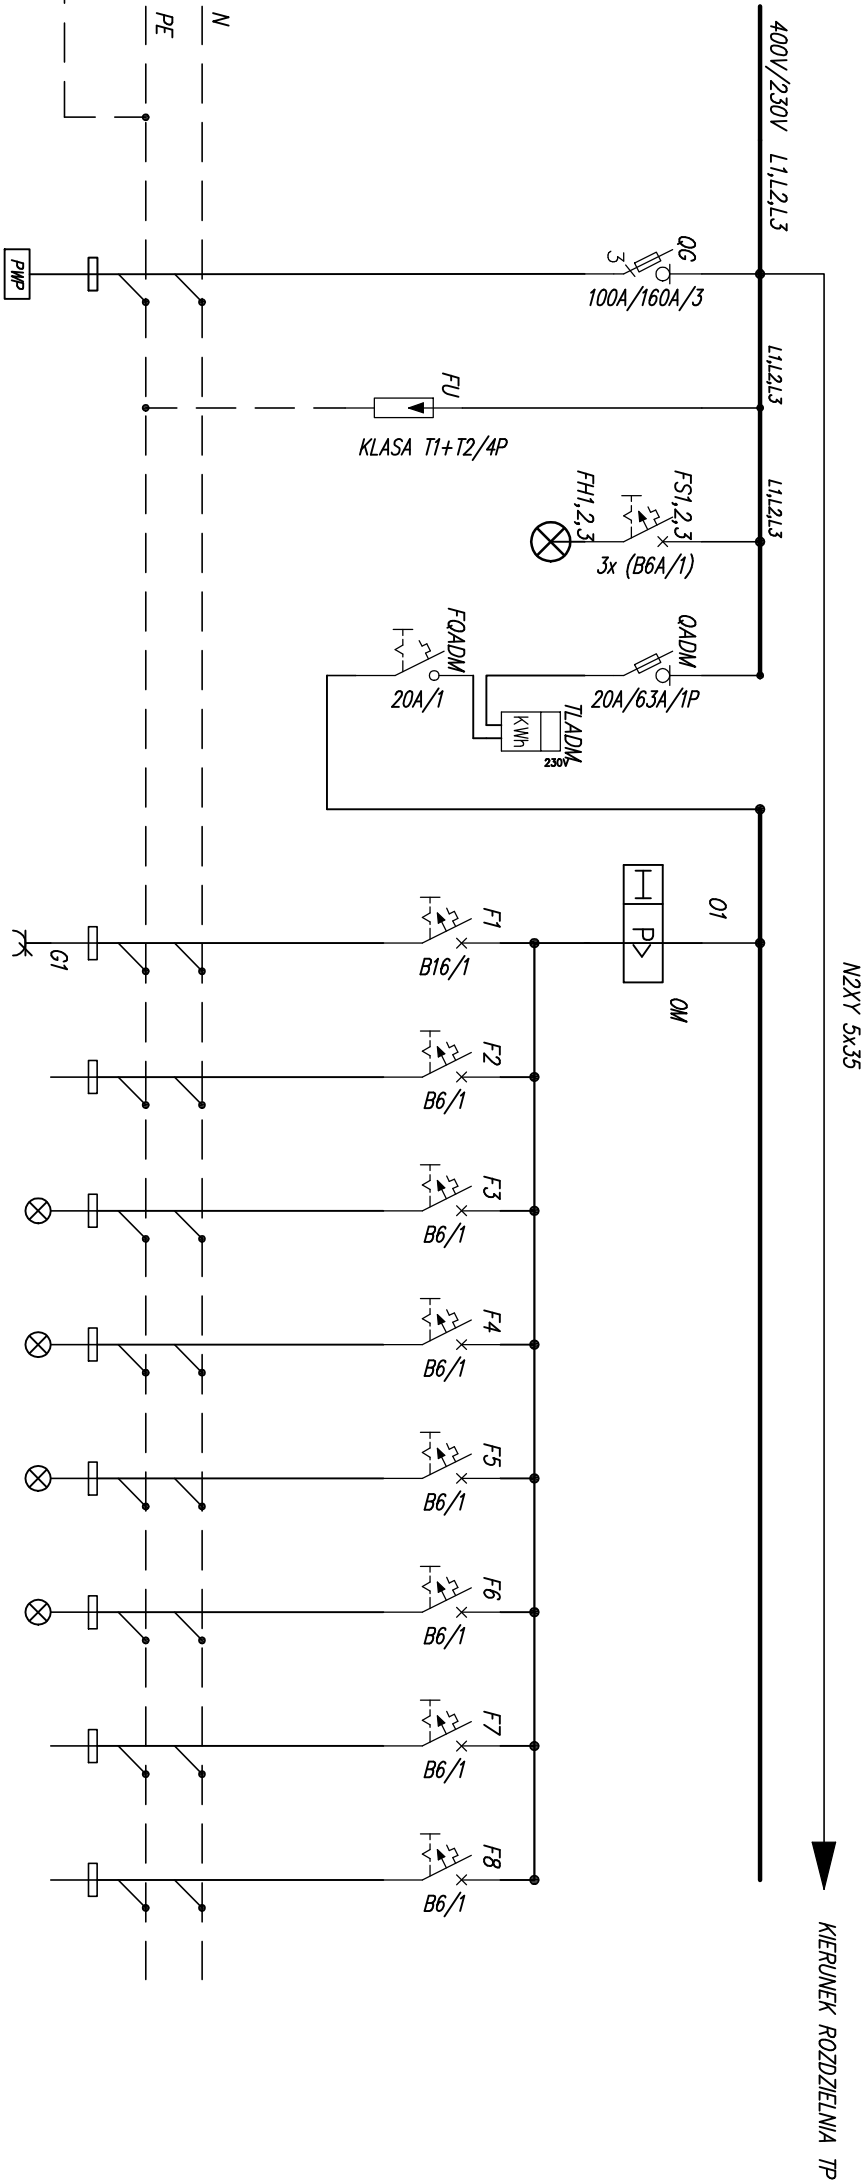 400V/230V L1,L2,L3
N
PE
QG
3
100A/160A/3
PWP
L1,L2,L3
FU
KLASA T1+T2/4P
L1,L2,L3
FS1,2,3
FH1,2,3
3x (B6A/1)
QADM
20A/63A/1P
TLADM
KWh
230V
FQADM
20A/1
O1
P
OM
N2XY 5x35
F1
B16/1
G1
F2
B6/1
F3
B6/1
F4
B6/1
F5
B6/1
F6
B6/1
F7
B6/1
F8
B6/1
KIERUNEK ROZDZIELNIA TP